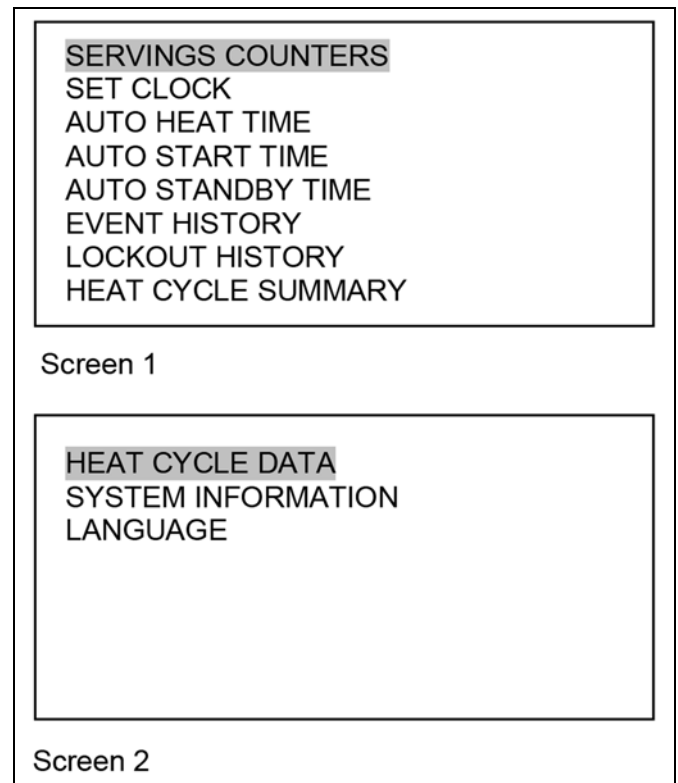 SERVINGS COUNTERS
SET CLOCK
AUTO HEAT TIME
AUTO START TIME
AUTO STANDBY TIME
EVENT HISTORY
LOCKOUT HISTORY
HEAT CYCLE SUMMARY
Screen 1
HEAT CYCLE DATA
SYSTEM INFORMATION
LANGUAGE
Screen 2